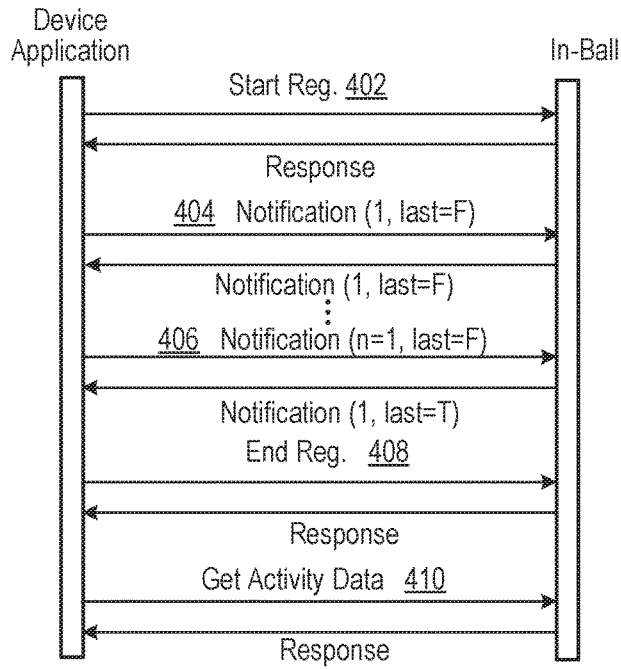 Device
Application
In-Ball
Start Reg. 402
Response
404 Notification (1, last=F)
Notification (1, last=F)
406 Notification (n=1, last=F)
Notification (1, last=T)
End Reg. 408
Response
Get Activity Data 410
Response